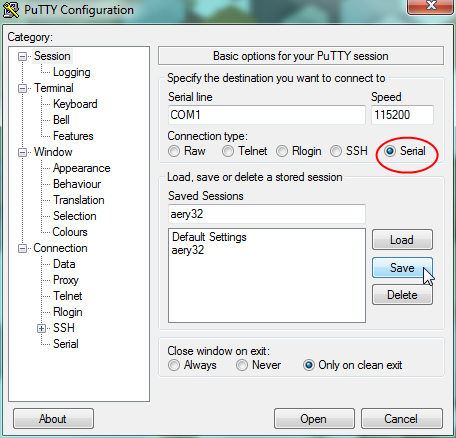 PuTTY Configuration
Category:
Session
Logging
Terminal
Keyboard
Bell
Features
Window
Appearance
Behaviour
Translation
Selection
Colours
Connection
Data
Proxy
Telnet
Rlogin
SSH
Serial
Basic options for your PuTTY session
Specify the destination you want to connect to
Serial line Speed
COM1 115200
Connection type:
Raw Telnet Rlogin SSH Serial
Load, save or delete a stored session
Saved Sessions
aery32
Default Settings
aery32
Load
Save
Delete
Close window on exit:
Always Never Only on clean exit
About Open Cancel